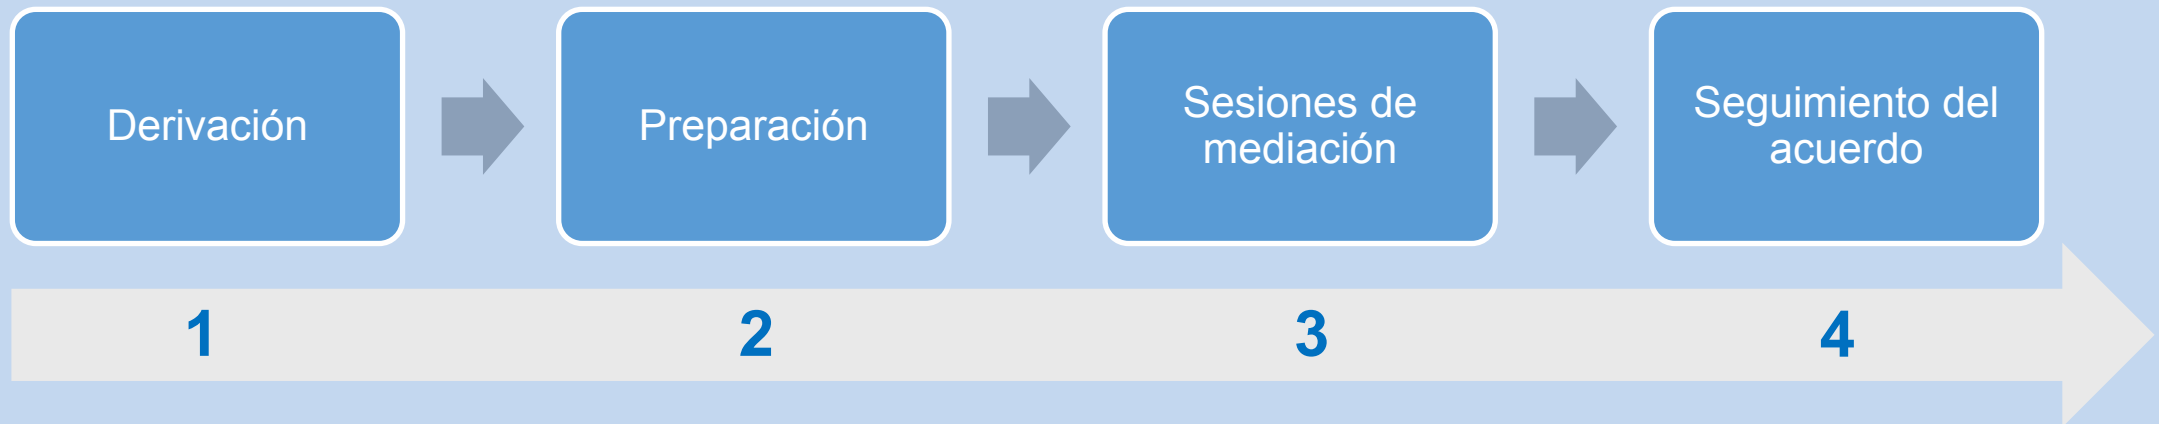 Derivación
Preparación
Sesiones de
mediación
Seguimiento del
acuerdo
1
2
3
4